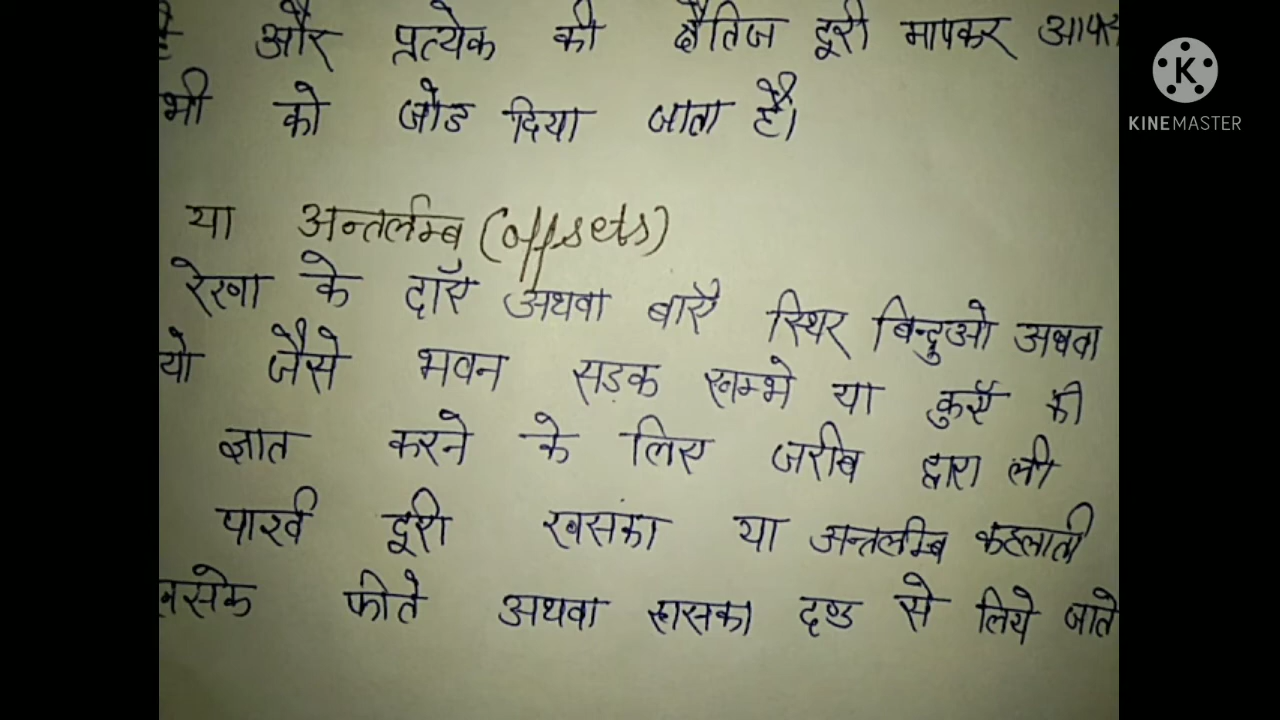 है और प्रत्येक की क्षैतिज दूरी मापकर आपस
भी को जोड दिया जाता है।
या अन्तर्लम्ब (offsets)
रेखा के दाएँ अथवा बाएँ स्थिर बिन्दुओ अथवा
यो जैसे भवन सड़क खम्भे या कुएँ की
ज्ञात करने के लिए जरीब द्वारा ली
पार्श्व दूरी खसका या अन्तर्लम्ब कहलाती
खसके फीते अथवा खसका दण्ड से लिये जाते
K
KINEMASTER